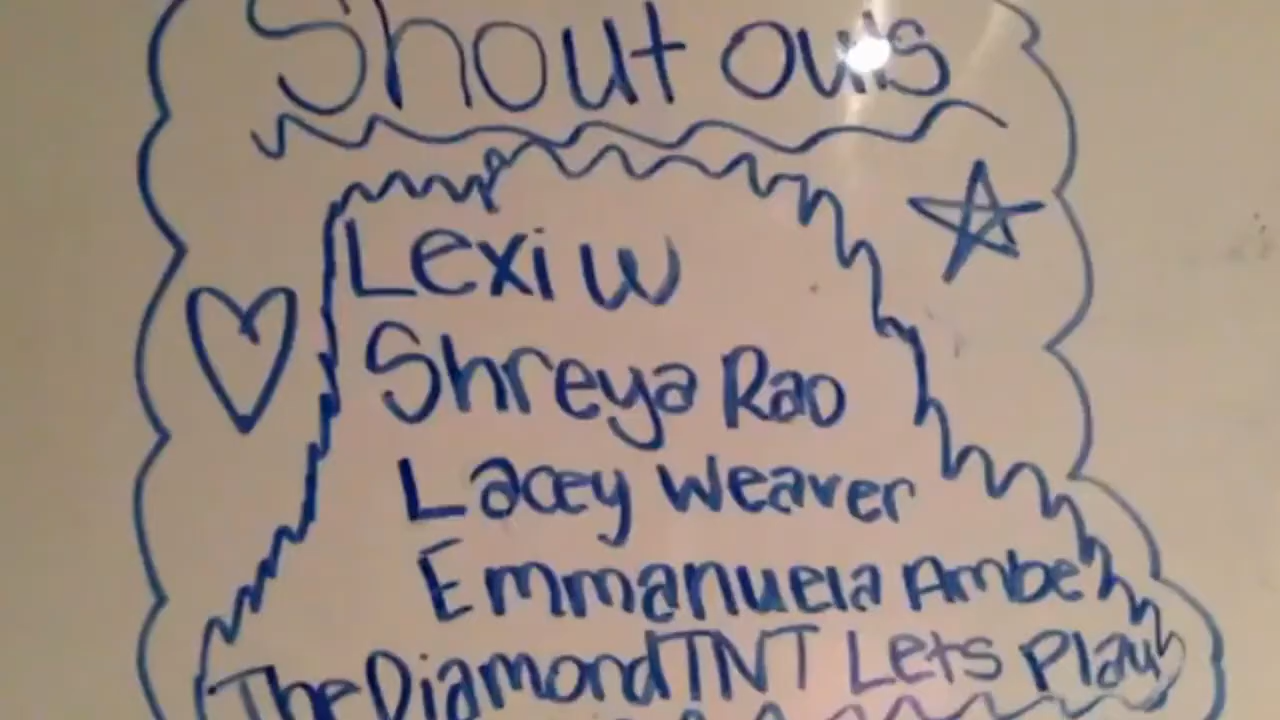 Shout outs
Lexi w
Shreya Rao
Lacey Weaver
Emmanuela Ambe
TheDiamondTNT Lets Play